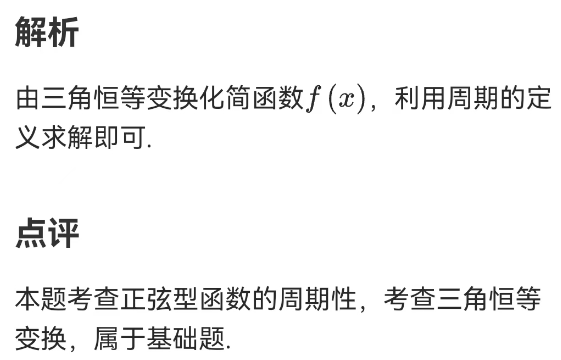 解析
由三角恒等变换化简函数f (x)，利用周期的定
义求解即可.
点评
本题考查正弦型函数的周期性，考查三角恒等
变换，属于基础题.